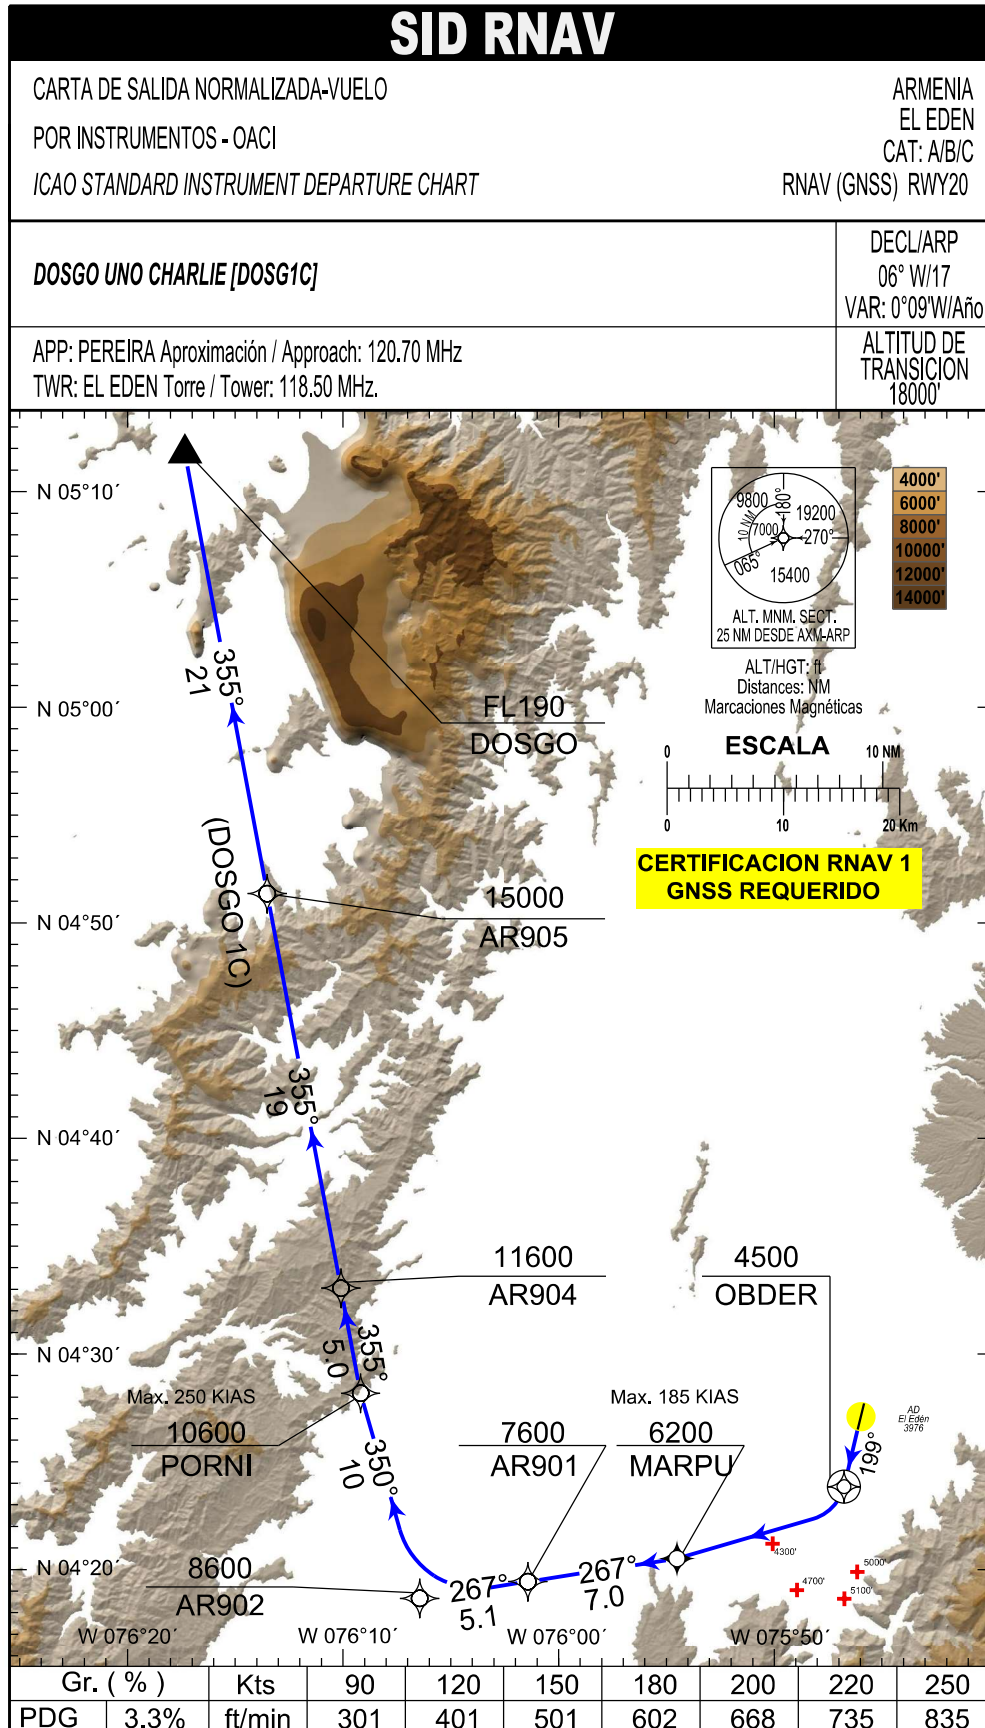 SID RNAV
CARTA DE SALIDA NORMALIZADA-VUELO
POR INSTRUMENTOS - OACI
ICAO STANDARD INSTRUMENT DEPARTURE CHART
ARMENIA
EL EDEN
CAT: A/B/C
RNAV (GNSS) RWY20
DOSGO UNO CHARLIE [DOSG1C]
DECL/ARP
06° W/17
VAR: 0°09'W/Año
APP: PEREIRA Aproximación / Approach: 120.70 MHz
TWR: EL EDEN Torre / Tower: 118.50 MHz.
ALTITUD DE
TRANSICION
18000'
N 05°10´
9800
180°
19200
10 NM
7000
270°
065°
15400
ALT. MNM. SECT.
25 NM DESDE AXM-ARP
4000'
6000'
8000'
10000'
12000'
14000'
ALT/HGT: ft
Distances: NM
Marcaciones Magnéticas
355°
21
N 05°00´
FL190
DOSGO
ESCALA
0
10 NM
0
10
20 Km
CERTIFICACION RNAV 1
GNSS REQUERIDO
(DOSGO 1C)
15000
AR905
N 04°50´
355°
19
N 04°40´
11600
AR904
4500
OBDER
N 04°30´
355°
5.0
Max. 250 KIAS
10600
PORNI
Max. 185 KIAS
7600
AR901
6200
MARPU
AD
El Edén
3976
199°
350°
10
N 04°20´
8600
AR902
267°
5.1
267°
7.0
4300'
5000'
4700'
5100'
W 076°20´
W 076°10´
W 076°00´
W 075°50´
Gr. ( % ) Kts 90 120 150 180 200 220 250
PDG 3.3% ft/min 301 401 501 602 668 735 835